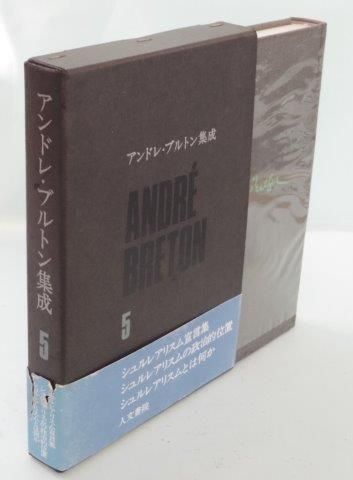 アンドレ・ブルトン集成
5
アンドレ・ブルトン集成
ANDRÉ
BRETON
5
シュルレアリスム宣言集
シュルレアリスムの政治的位置
シュルレアリスムとは何か
人文書院